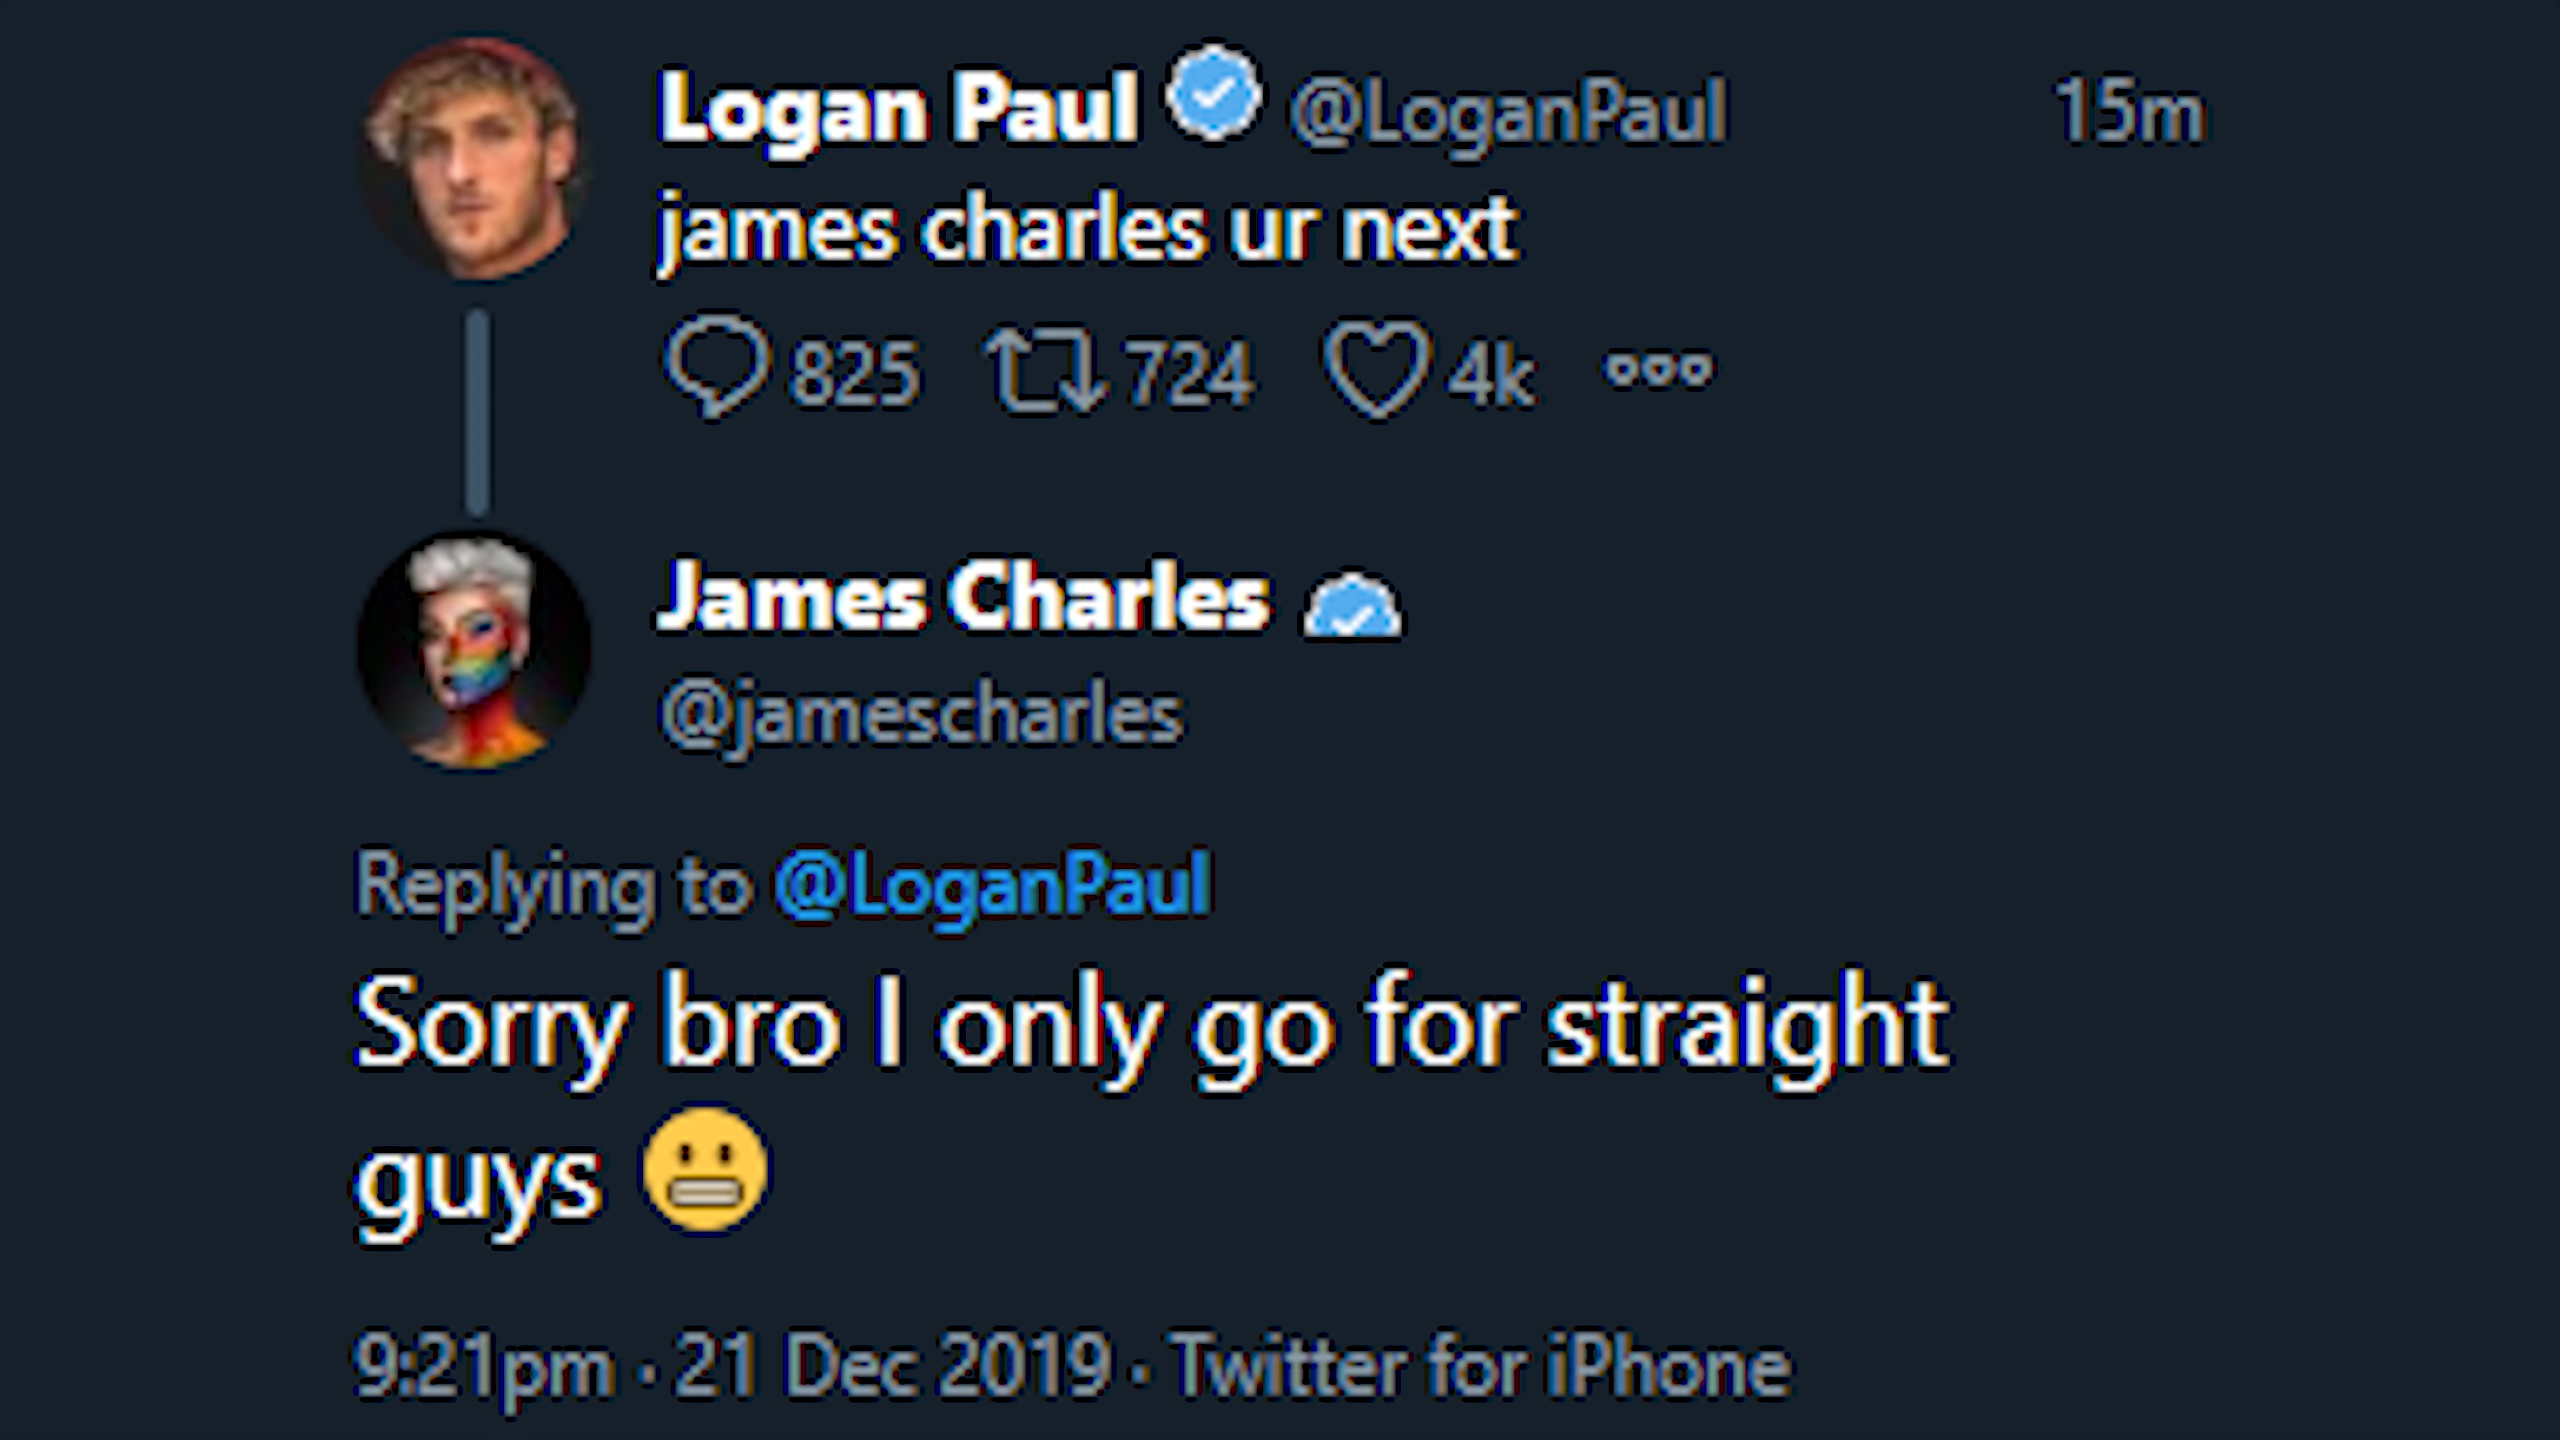 Logan Paul @LoganPaul 15m
james charles ur next
825 724 4k
James Charles
@jamescharles
Replying to @LoganPaul
Sorry bro I only go for straight
guys 😬
9:21pm · 21 Dec 2019 · Twitter for iPhone